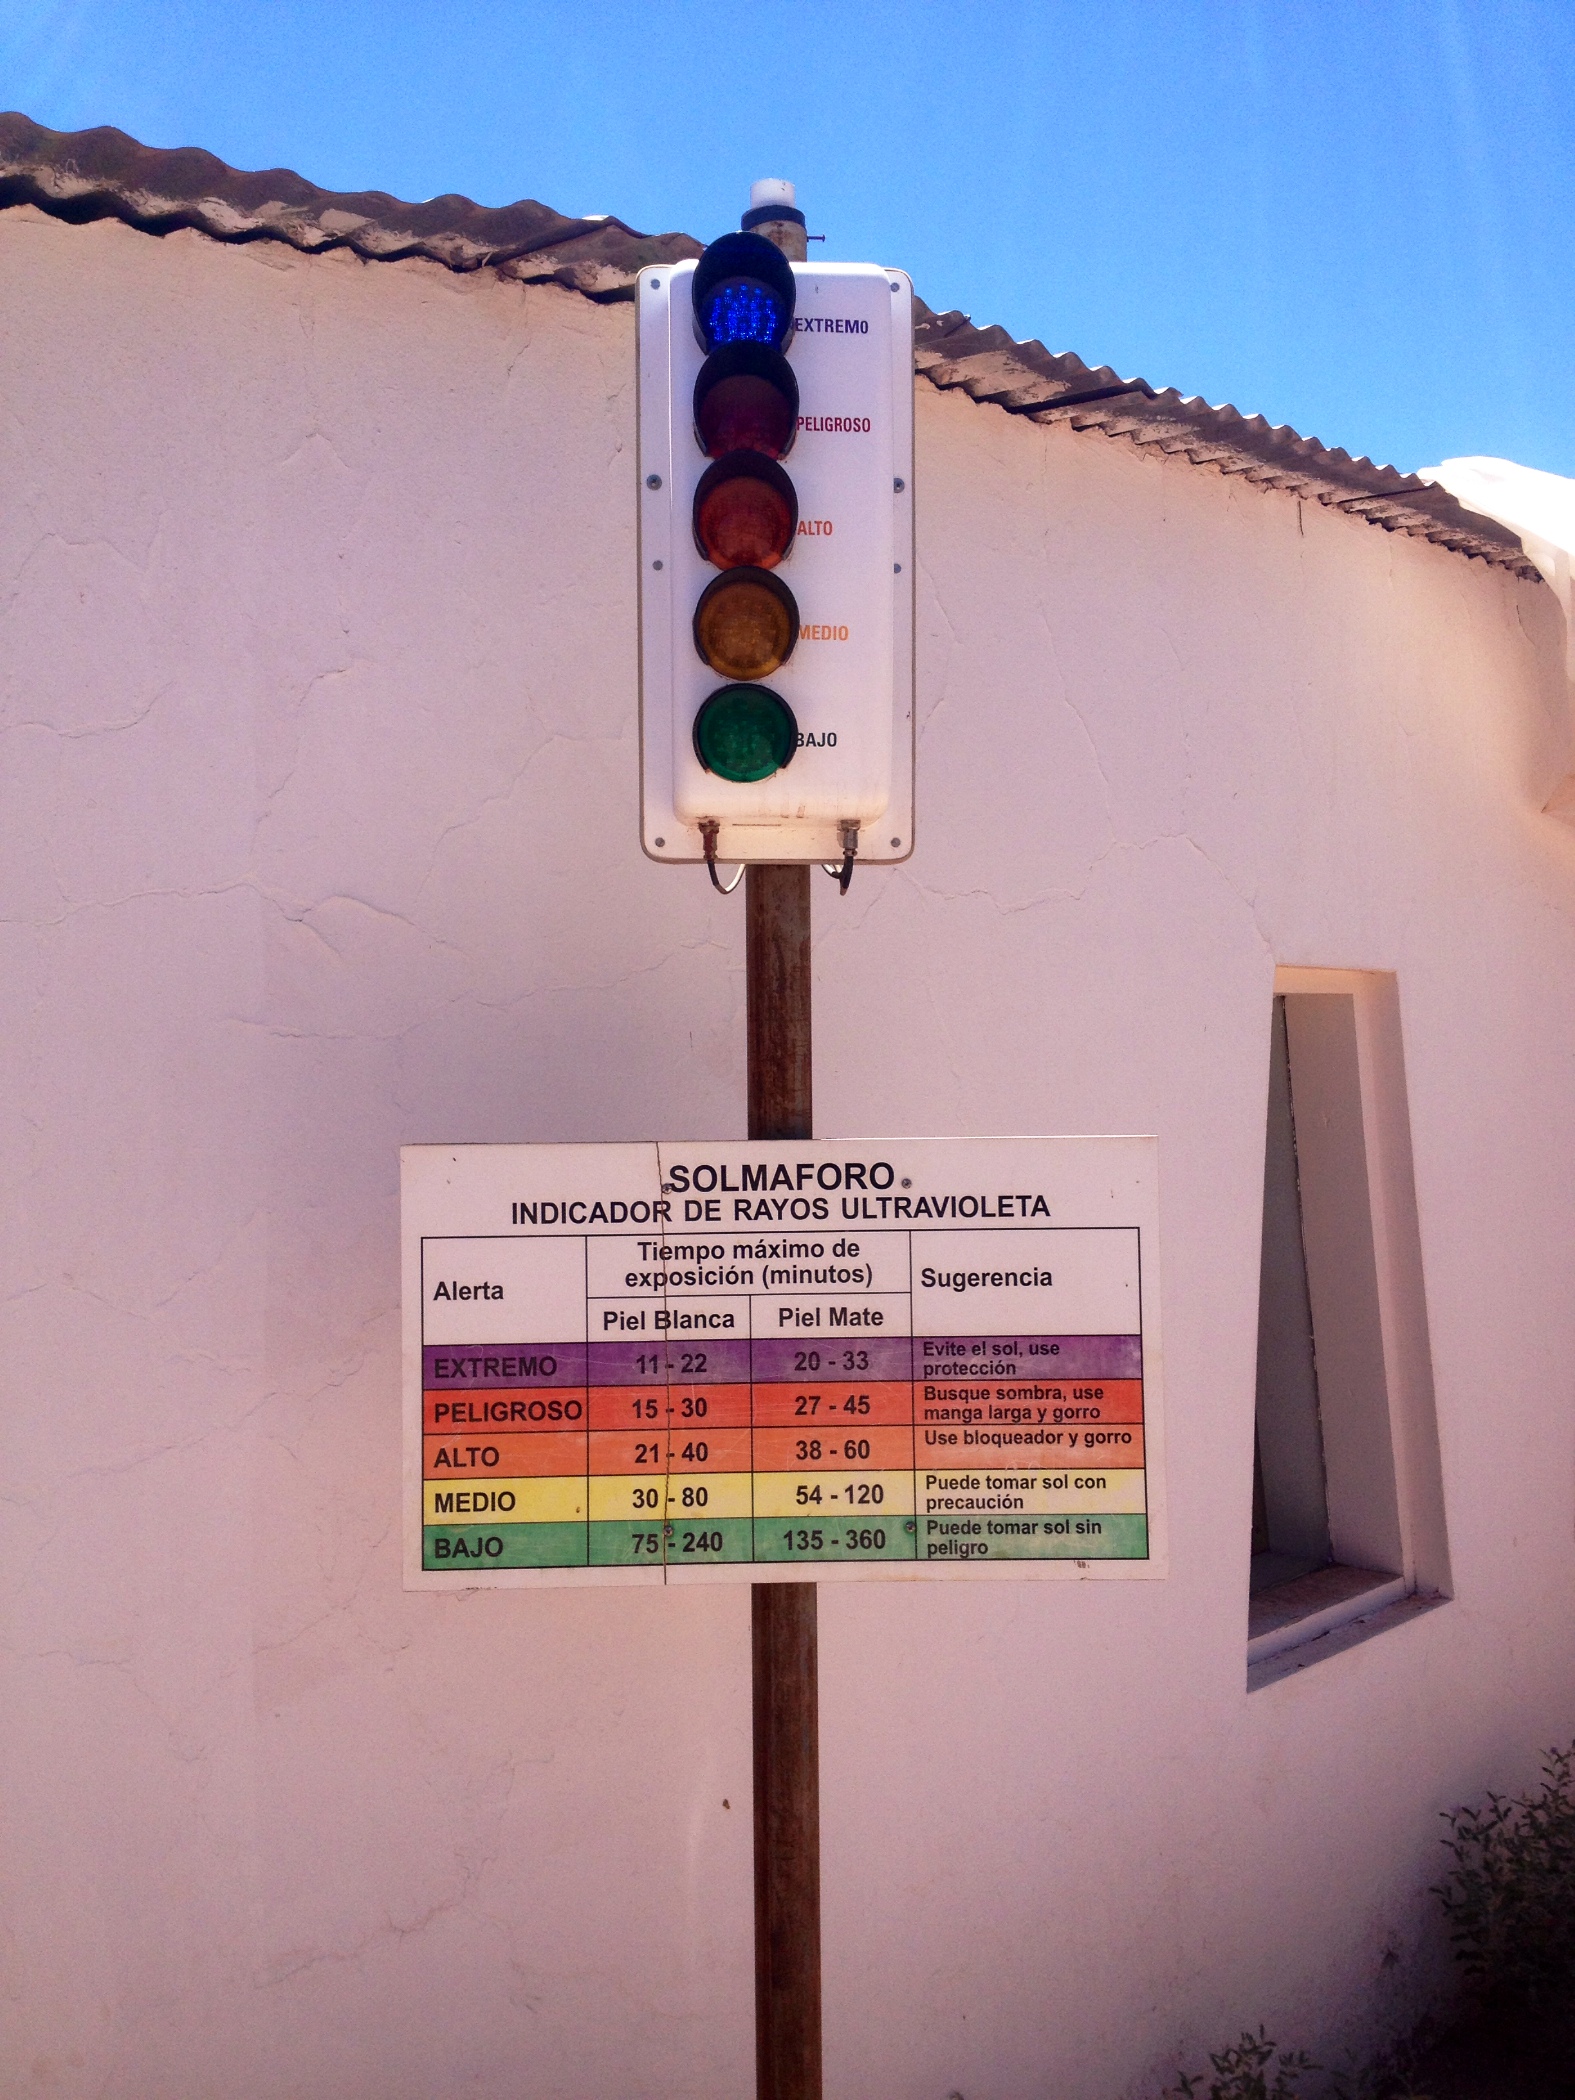 EXTREMO
PELIGROSO
ALTO
MEDIO
BAJO
SOLMAFORO
INDICADOR DE RAYOS ULTRAVIOLETA
Alerta
Tiempo máximo de
exposición (minutos)
Sugerencia
Piel Blanca
Piel Mate
EXTREMO 11 - 22 20 - 33 Evite el sol, use
protección
PELIGROSO 15 - 30 27 - 45 Busque sombra, use
manga larga y gorro
ALTO 21 - 40 38 - 60 Use bloqueador y gorro
MEDIO 30 - 80 54 - 120 Puede tomar sol con
precaución
BAJO 75 - 240 135 - 360 Puede tomar sol sin
peligro